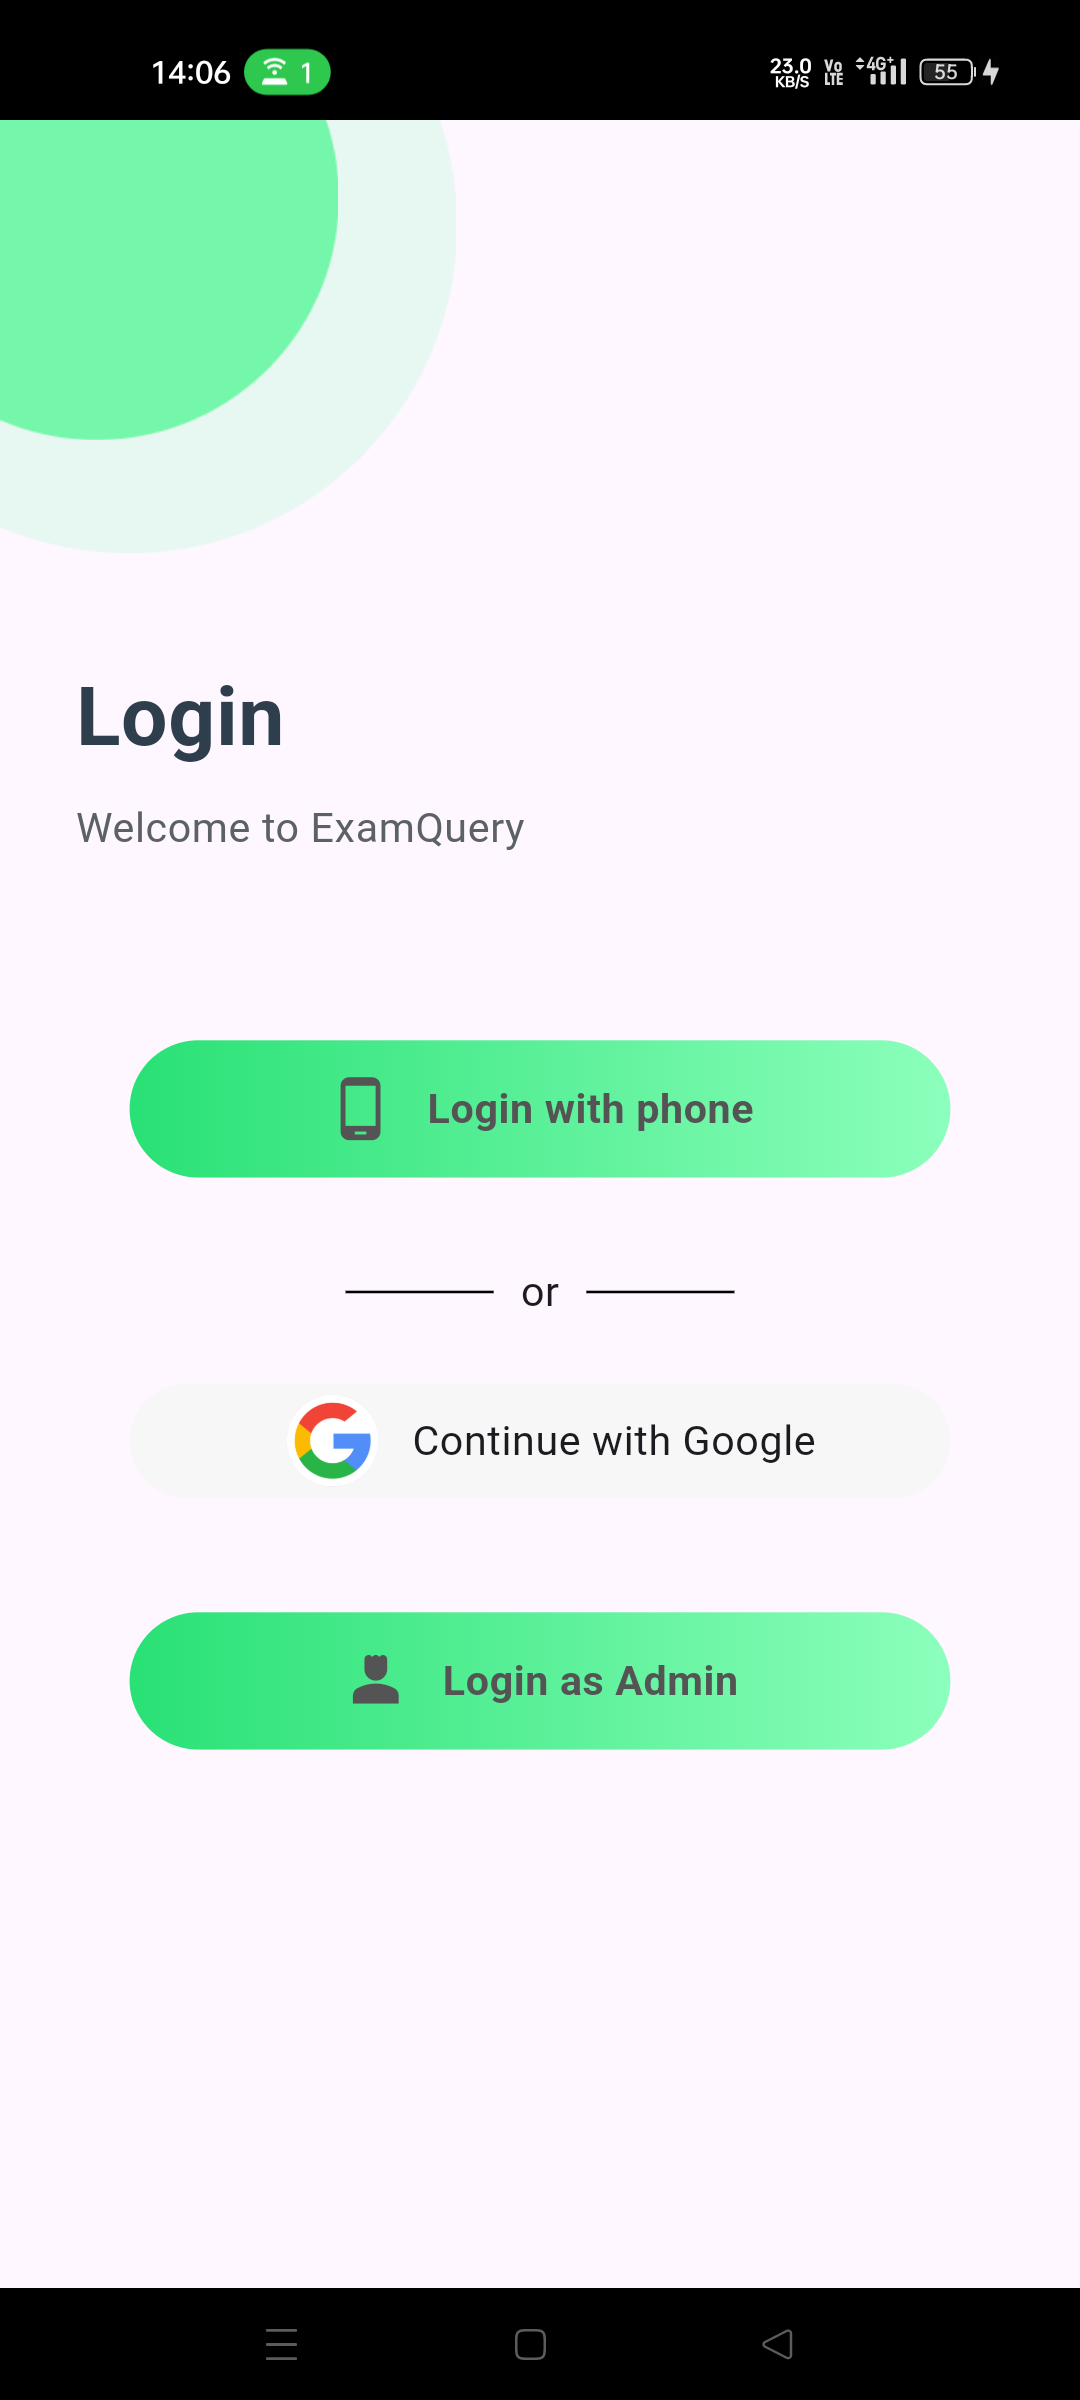 14:06 1 23.0 KB/S Vo LTE 4G+ 55
Login
Welcome to ExamQuery
Login with phone
or
Continue with Google
Login as Admin